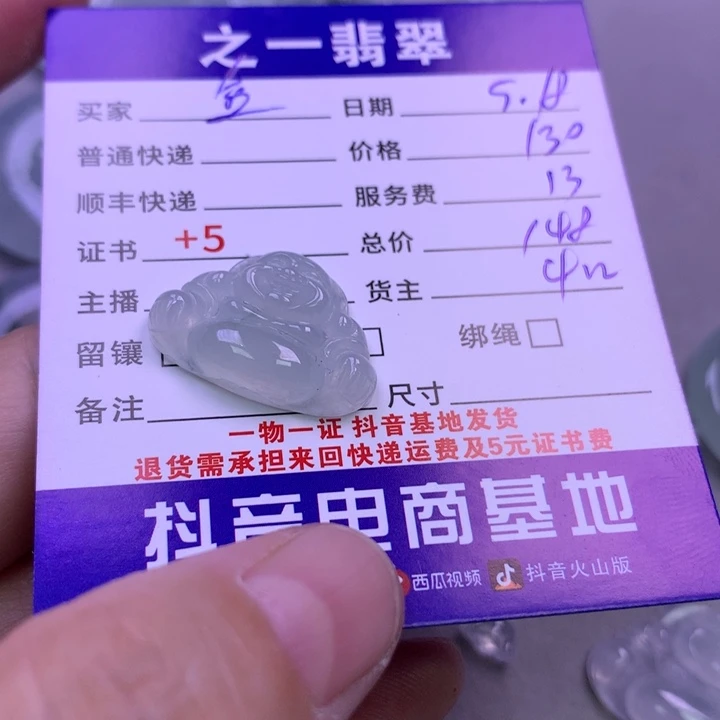 之一翡翠
买家 日期 5.8
普通快递 价格 130
顺丰快递 服务费 13
证书 +5 总价 148
主播 货主
留镶 绑绳
备注 尺寸
一物一证 抖音基地发货
退货需承担来回快递运费及5元证书费
抖音电商基地
西瓜视频 抖音火山版